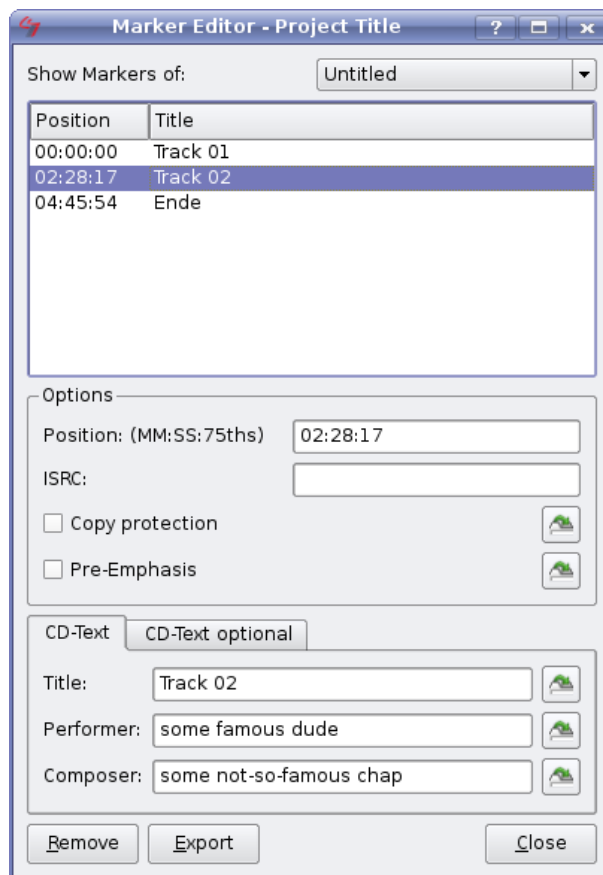 Marker Editor - Project Title
Show Markers of: Untitled
Position Title
00:00:00 Track 01
02:28:17 Track 02
04:45:54 Ende
Options
Position: (MM:SS:75ths) 02:28:17
ISRC:
Copy protection
Pre-Emphasis
CD-Text CD-Text optional
Title: Track 02
Performer: some famous dude
Composer: some not-so-famous chap
Remove Export Close